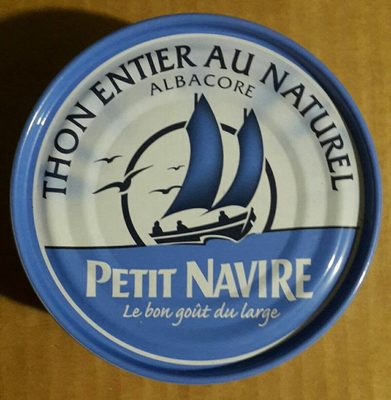 THON ENTIER AU NATUREL
ALBACORE
PETIT NAVIRE
Le bon goût du large